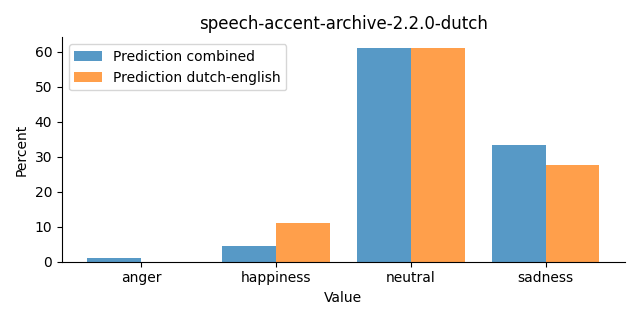 speech-accent-archive-2.2.0-dutch
Prediction combined
Prediction dutch-english
Percent
60
50
40
30
20
10
0
anger happiness neutral sadness
Value